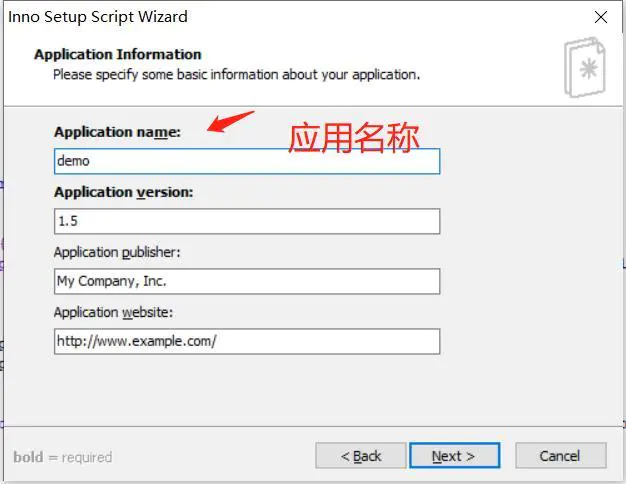 Inno Setup Script Wizard
Application Information
Please specify some basic information about your application.
Application name:
应用名称
demo
Application version:
1.5
Application publisher:
My Company, Inc.
Application website:
http://www.example.com/
bold = required
< Back
Next >
Cancel